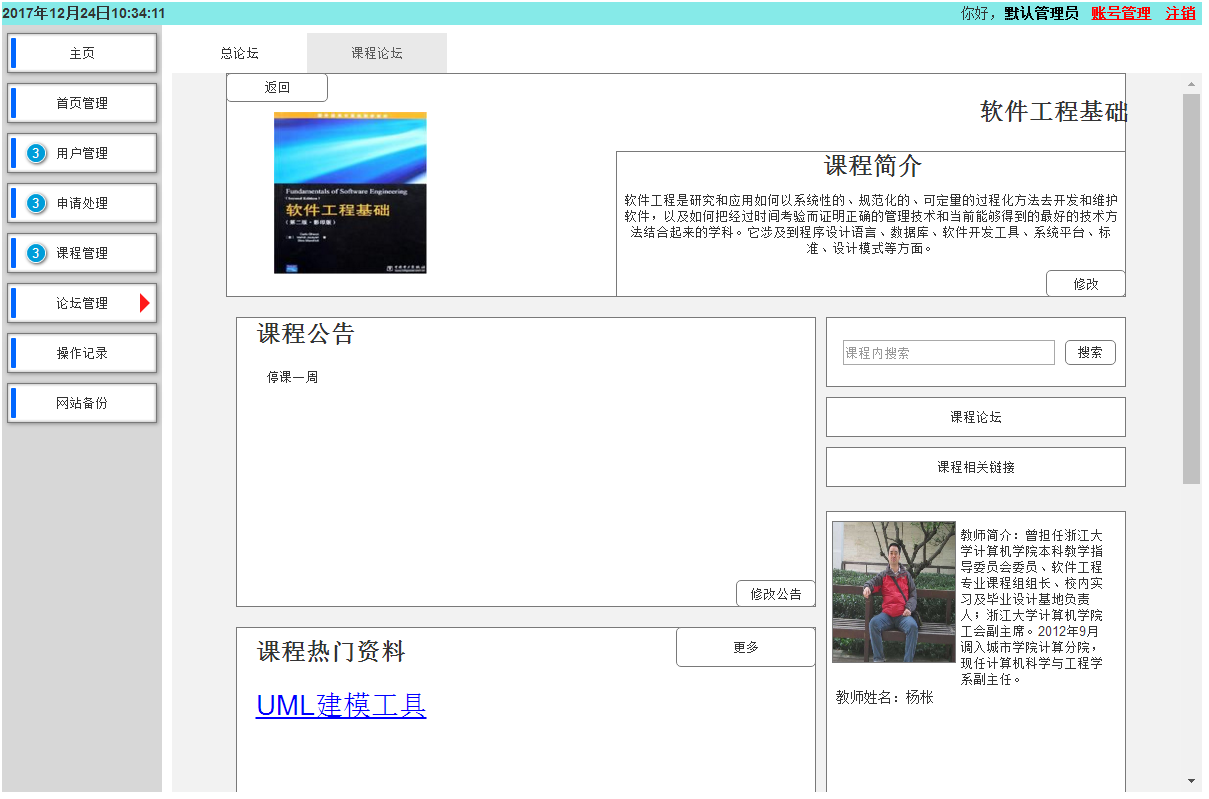 2017年12月24日10:34:11
你好，默认管理员 账号管理 注销
主页
首页管理
3 用户管理
3 申请处理
3 课程管理
论坛管理
操作记录
网站备份
总论坛 课程论坛
返回
软件工程基础
Fundamentals of Software Engineering
(Second Edition)
软件工程基础
(第二版·影印版)
课程简介
软件工程是研究和应用如何以系统性的、规范化的、可定量的过程化方法去开发和维护
软件，以及如何把经过时间考验而证明正确的管理技术和当前能够得到的最好的技术方
法结合起来的学科。它涉及到程序设计语言、数据库、软件开发工具、系统平台、标
准、设计模式等方面。
修改
课程公告
停课一周
修改公告
课程内搜索 搜索
课程论坛
课程相关链接
课程热门资料
更多
UML建模工具
教师简介：曾担任浙江大
学计算机学院本科教学指
导委员会委员、软件工程
专业课程组组长、校内实
习及毕业设计基地负责
人；浙江大学计算机学院
工会副主席。2012年9月
调入城市学院计算分院，
现任计算机科学与工程学
系副主任。
教师姓名：杨枨